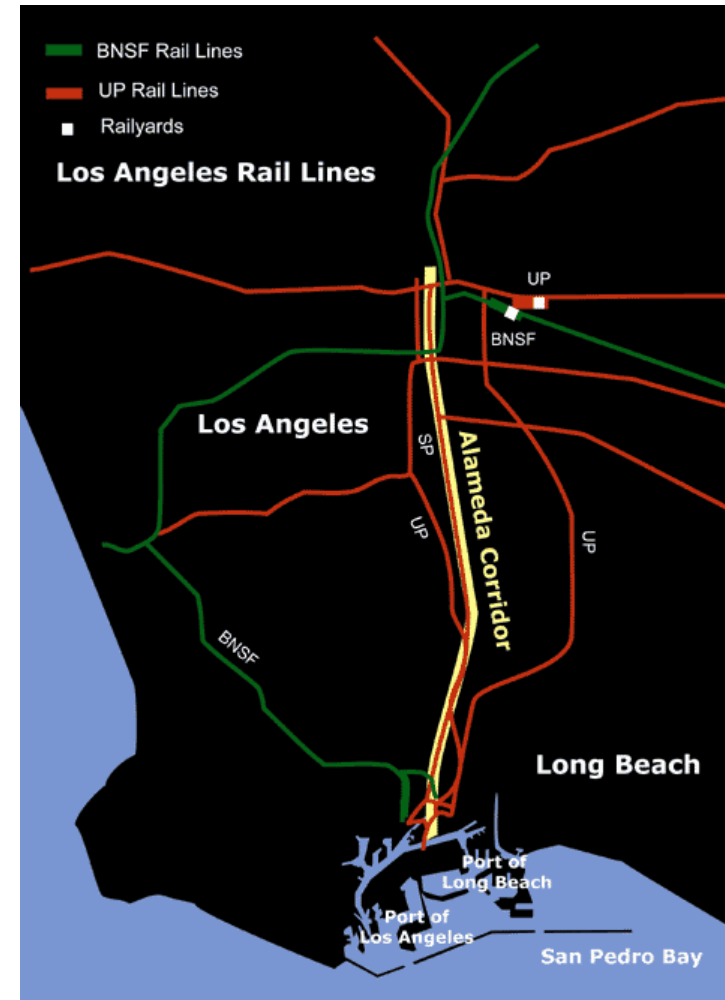 BNSF Rail Lines
UP Rail Lines
Railyards
Los Angeles Rail Lines
UP
BNSF
Los Angeles
SP
Alameda Corridor
UP
UP
BNSF
Long Beach
Port of
Long Beach
Port of
Los Angeles
San Pedro Bay